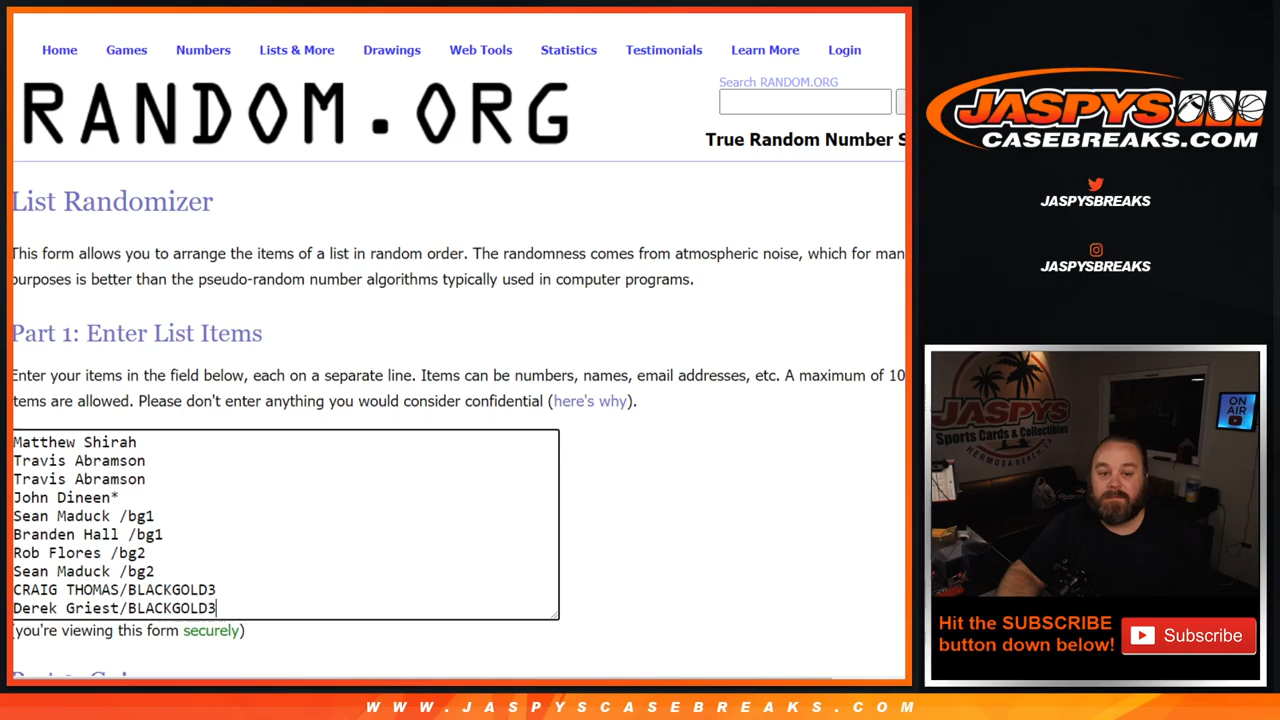 Home Games Numbers Lists & More Drawings Web Tools Statistics Testimonials Learn More Login
RANDOM.ORG
Search RANDOM.ORG
True Random Number S
List Randomizer
This form allows you to arrange the items of a list in random order. The randomness comes from atmospheric noise, which for man
purposes is better than the pseudo-random number algorithms typically used in computer programs.
Part 1: Enter List Items
Enter your items in the field below, each on a separate line. Items can be numbers, names, email addresses, etc. A maximum of 10
items are allowed. Please don't enter anything you would consider confidential (here's why).
Matthew Shirah
Travis Abramson
Travis Abramson
John Dineen*
Sean Maduck /bg1
Branden Hall /bg1
Rob Flores /bg2
Sean Maduck /bg2
CRAIG THOMAS/BLACKGOLD3
Derek Griest/BLACKGOLD3
(you're viewing this form securely)
JASPYS
CASEBREAKS.COM
JASPYSBREAKS
JASPYSBREAKS
JASPYS
Sports Cards & Collectibles
HERMOSA BEACH, CA
ON
AIR
Hit the SUBSCRIBE
button down below!
Subscribe
WWW.JASPYSCASEBREAKS.COM